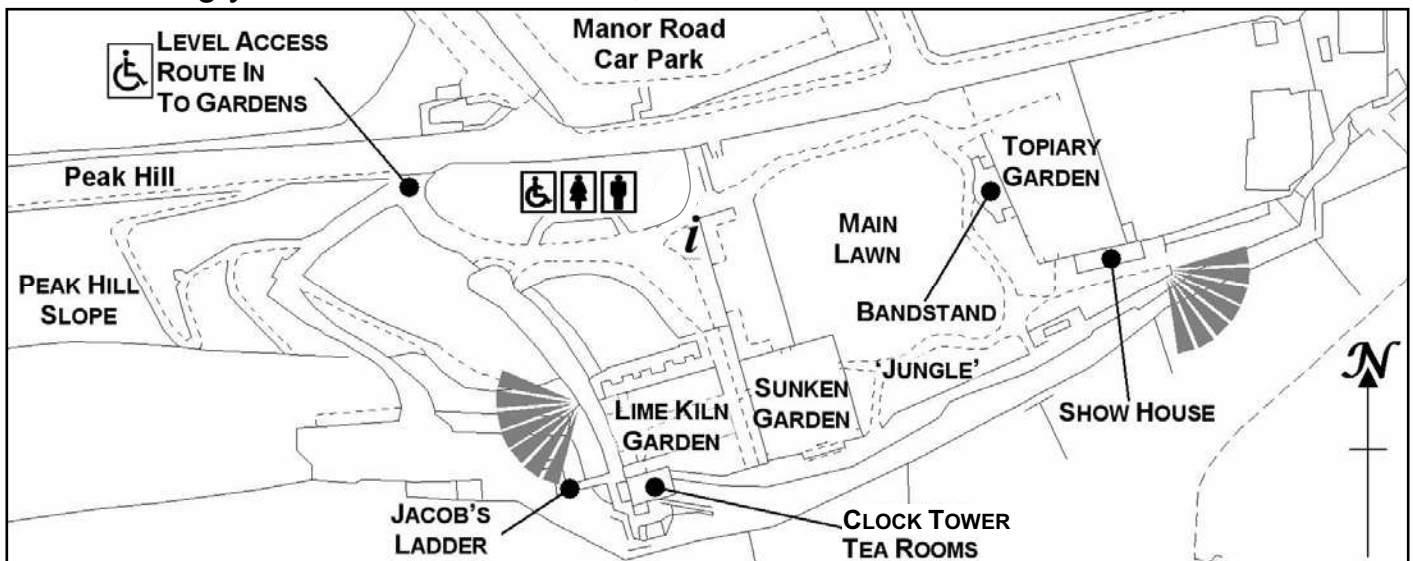 LEVEL ACCESS
ROUTE IN
TO GARDENS
Manor Road
Car Park
Peak Hill
TOPIARY
GARDEN
MAIN
LAWN
i
PEAK HILL
SLOPE
BANDSTAND
'JUNGLE'
N
SUNKEN
GARDEN
LIME KILN
GARDEN
SHOW HOUSE
JACOB'S
LADDER
CLOCK TOWER
TEA ROOMS